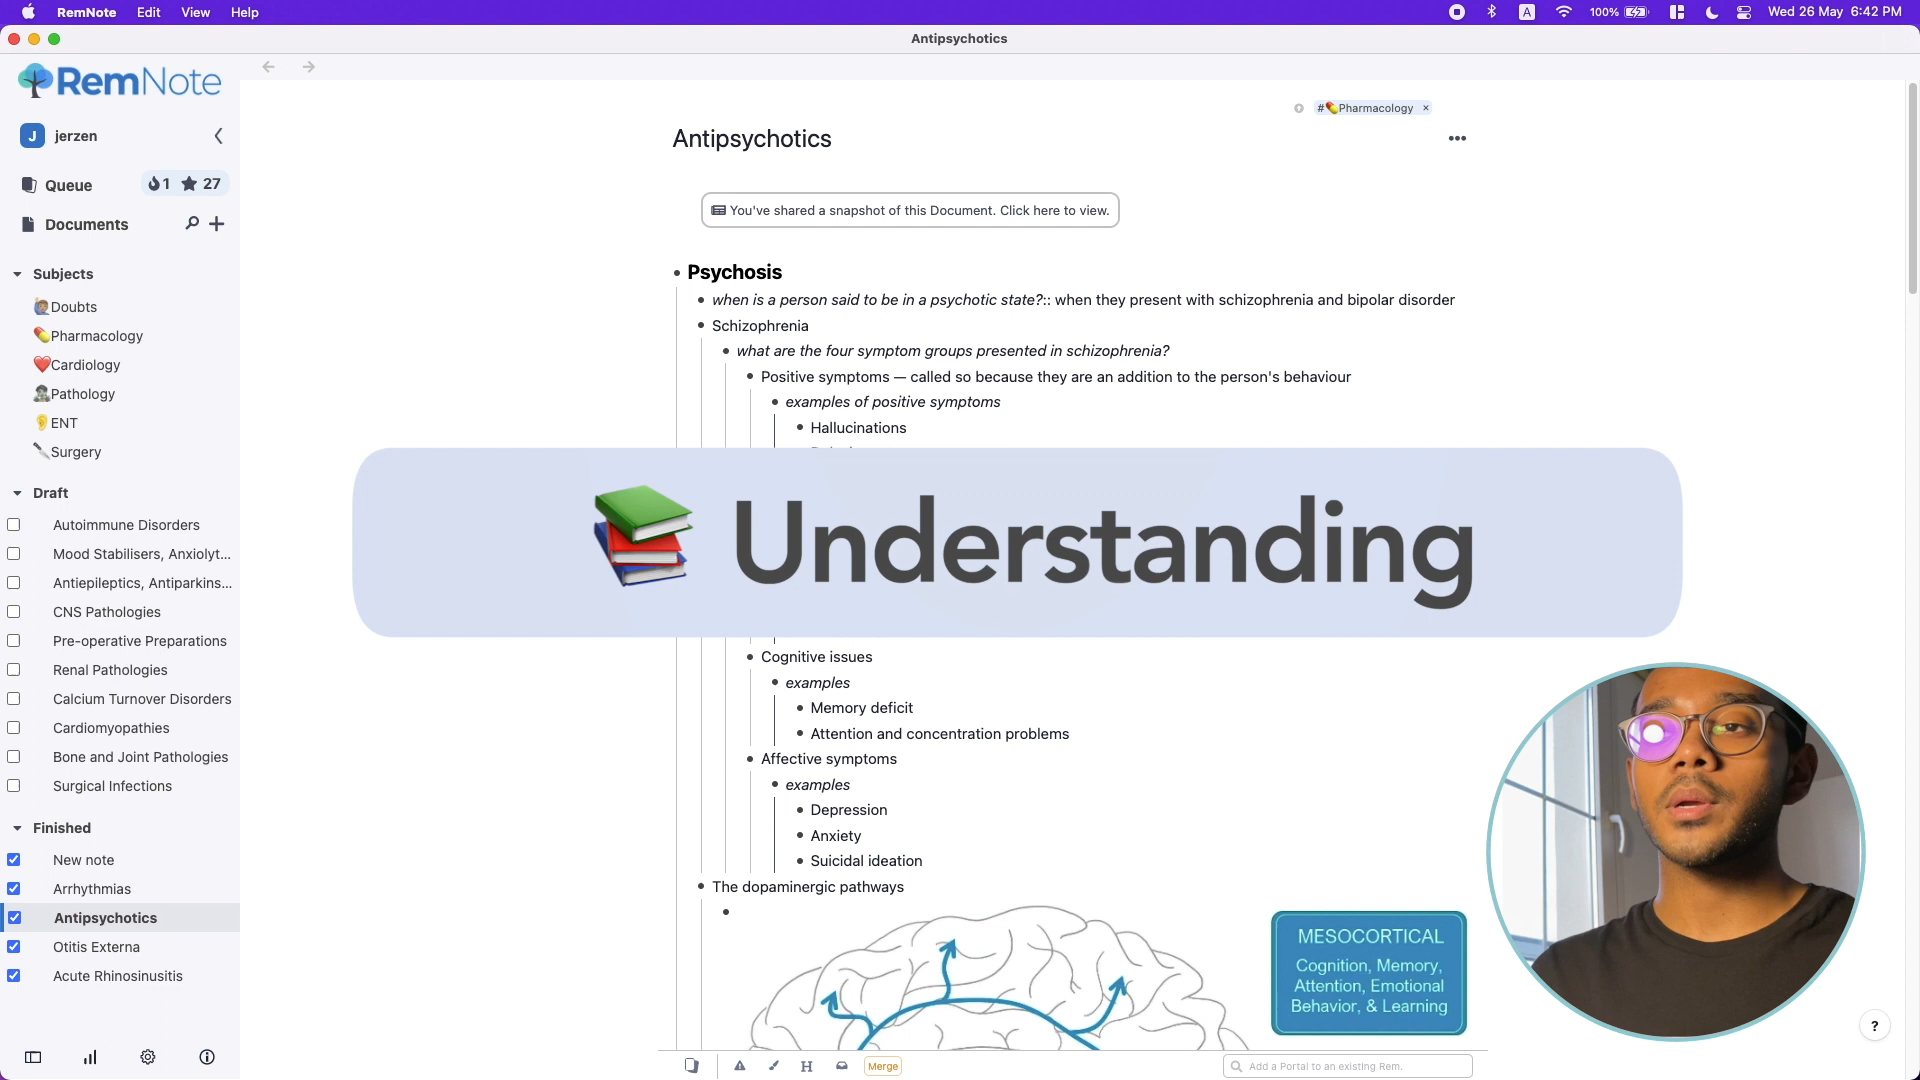 RemNote Edit View Help
A 100% Wed 26 May 6:42 PM
Antipsychotics
RemNote
J jerzen
Queue 1 27
Documents
Subjects
Doubts
Pharmacology
Cardiology
Pathology
ENT
Surgery
Draft
Autoimmune Disorders
Mood Stabilisers, Anxiolyt...
Antiepileptics, Antiparkins...
CNS Pathologies
Pre-operative Preparations
Renal Pathologies
Calcium Turnover Disorders
Cardiomyopathies
Bone and Joint Pathologies
Surgical Infections
Finished
New note
Arrhythmias
Antipsychotics
Otitis Externa
Acute Rhinosinusitis
#Pharmacology ×
Antipsychotics
You've shared a snapshot of this Document. Click here to view.
Psychosis
when is a person said to be in a psychotic state?:: when they present with schizophrenia and bipolar disorder
Schizophrenia
what are the four symptom groups presented in schizophrenia?
Positive symptoms — called so because they are an addition to the person's behaviour
examples of positive symptoms
Hallucinations
Understanding
Cognitive issues
examples
Memory deficit
Attention and concentration problems
Affective symptoms
examples
Depression
Anxiety
Suicidal ideation
The dopaminergic pathways
MESOCORTICAL
Cognition, Memory,
Attention, Emotional
Behavior, & Learning
H Merge
Add a Portal to an existing Rem.
?